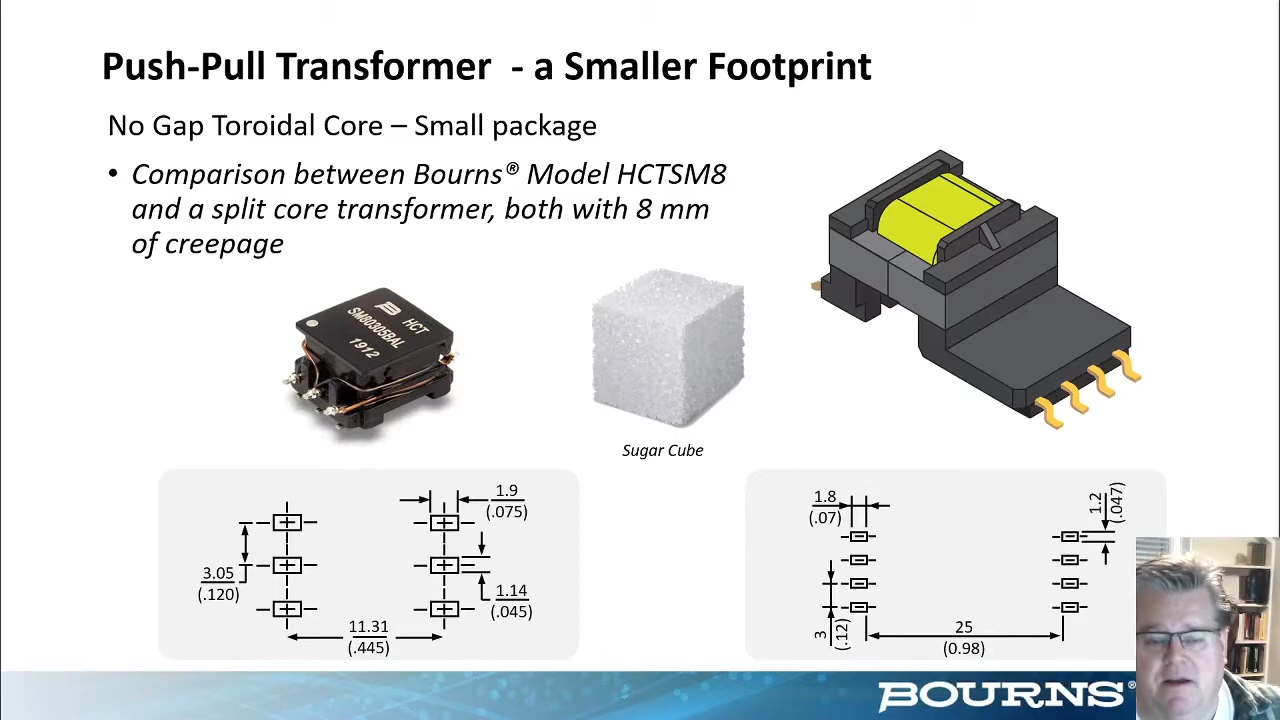 Push-Pull Transformer - a Smaller Footprint
No Gap Toroidal Core – Small package
• Comparison between Bourns® Model HCTSM8
and a split core transformer, both with 8 mm
of creepage
HCT
SM80305BAL
1912
Sugar Cube
1.9
(.075)
3.05
(.120)
1.14
(.045)
11.31
(.445)
1.8
(.07)
1.2
(.047)
3
(.12)
25
(0.98)
BOURNS®